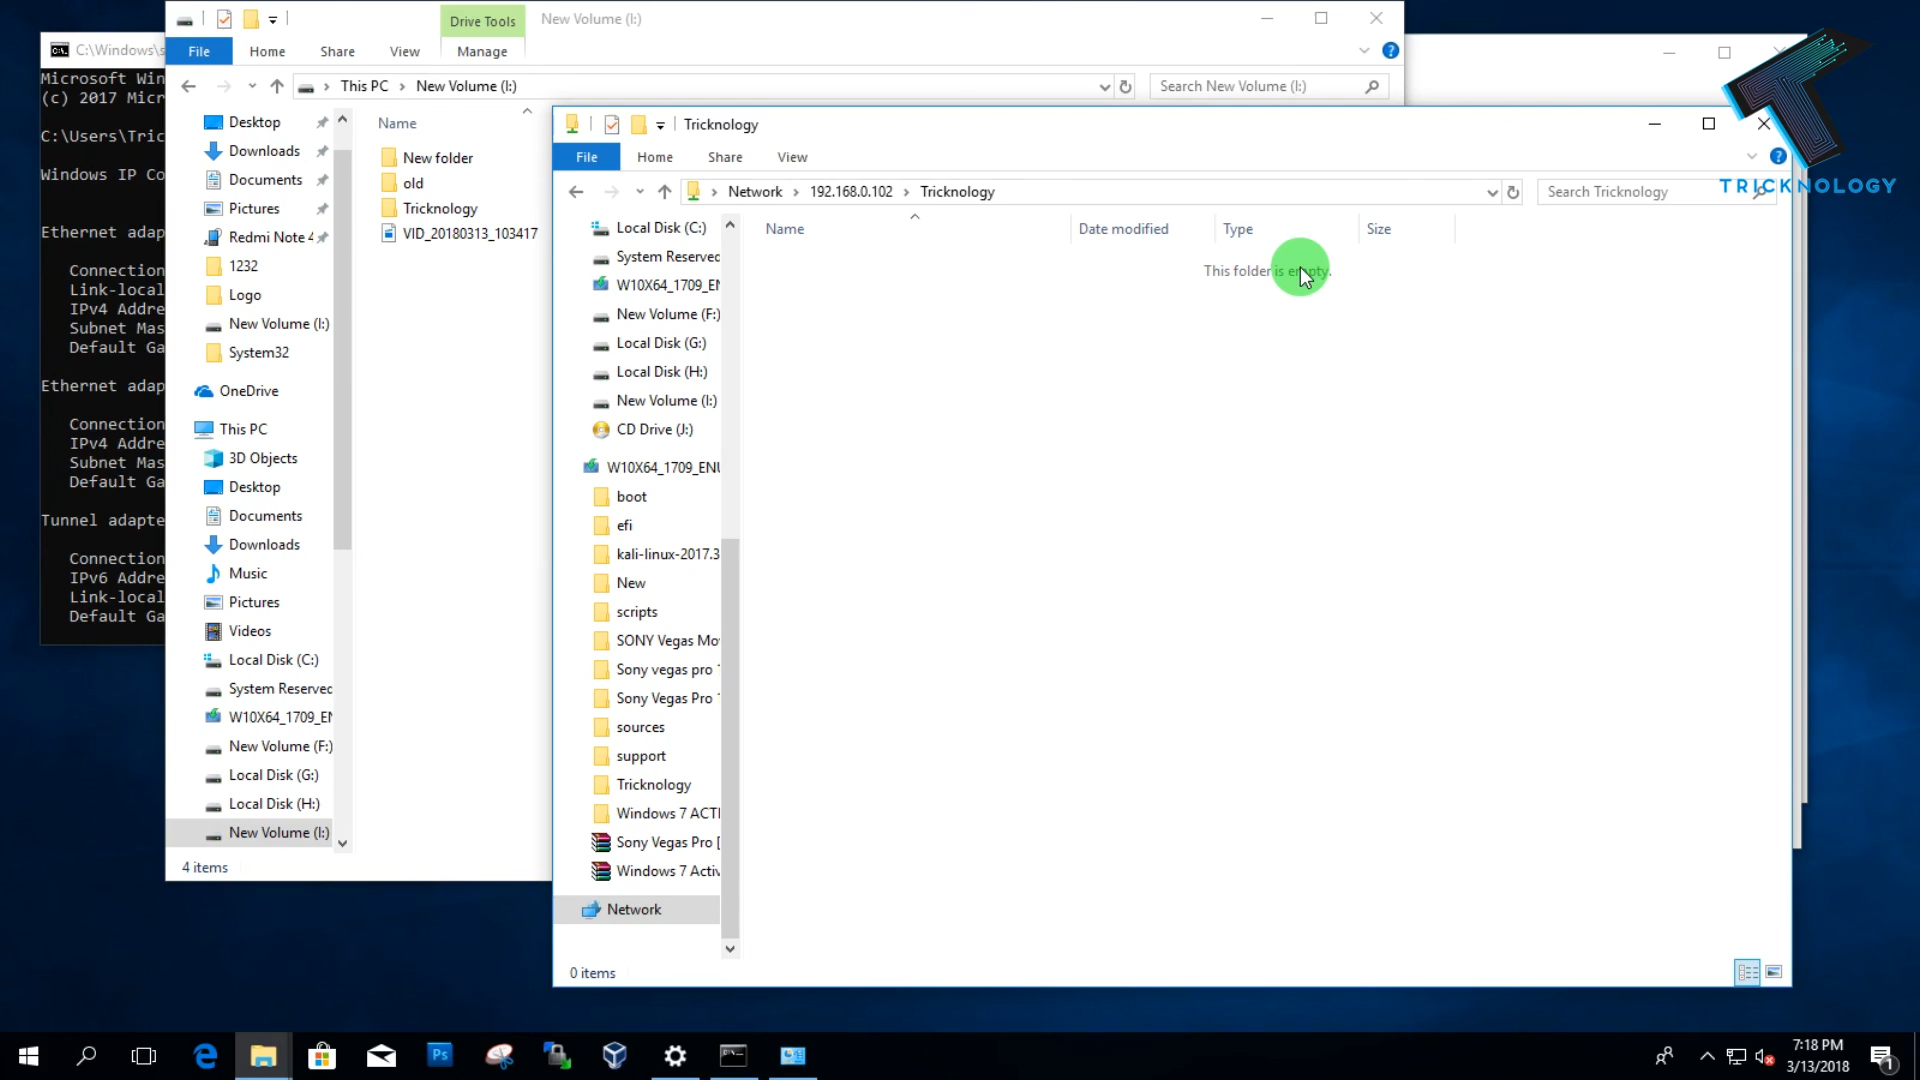 Drive Tools
New Volume (I:)
File
Home
Share
View
Manage
This PC
New Volume (I:)
Search New Volume (I:)
C:\Windows\s
Microsoft Win
(c) 2017 Micr
C:\Users\Tric
Windows IP Co
Ethernet adap
Connection
Link-local
IPv4 Addre
Subnet Mas
Default Ga
Ethernet adap
Connection
IPv4 Addre
Subnet Mas
Default Ga
Tunnel adapte
Connection
IPv6 Addre
Link-local
Default Ga
Desktop
Downloads
Documents
Pictures
Redmi Note 4
1232
Logo
New Volume (I:)
System32
OneDrive
This PC
3D Objects
Desktop
Documents
Downloads
Music
Pictures
Videos
Local Disk (C:)
System Reserved
W10X64_1709_EN
New Volume (F:)
Local Disk (G:)
Local Disk (H:)
New Volume (I:)
4 items
Name
New folder
old
Tricknology
VID_20180313_103417
Tricknology
File
Home
Share
View
Network
192.168.0.102
Tricknology
Search Tricknology
Local Disk (C:)
System Reserved
W10X64_1709_EN
New Volume (F:)
Local Disk (G:)
Local Disk (H:)
New Volume (I:)
CD Drive (J:)
W10X64_1709_ENU
boot
efi
kali-linux-2017.3
New
scripts
SONY Vegas Mo
Sony vegas pro
Sony Vegas Pro
sources
support
Tricknology
Windows 7 ACTI
Sony Vegas Pro [
Windows 7 Activ
Network
0 items
Name
Date modified
Type
Size
This folder is empty.
TRICKNOLOGY
Ps
7:18 PM
3/13/2018
1